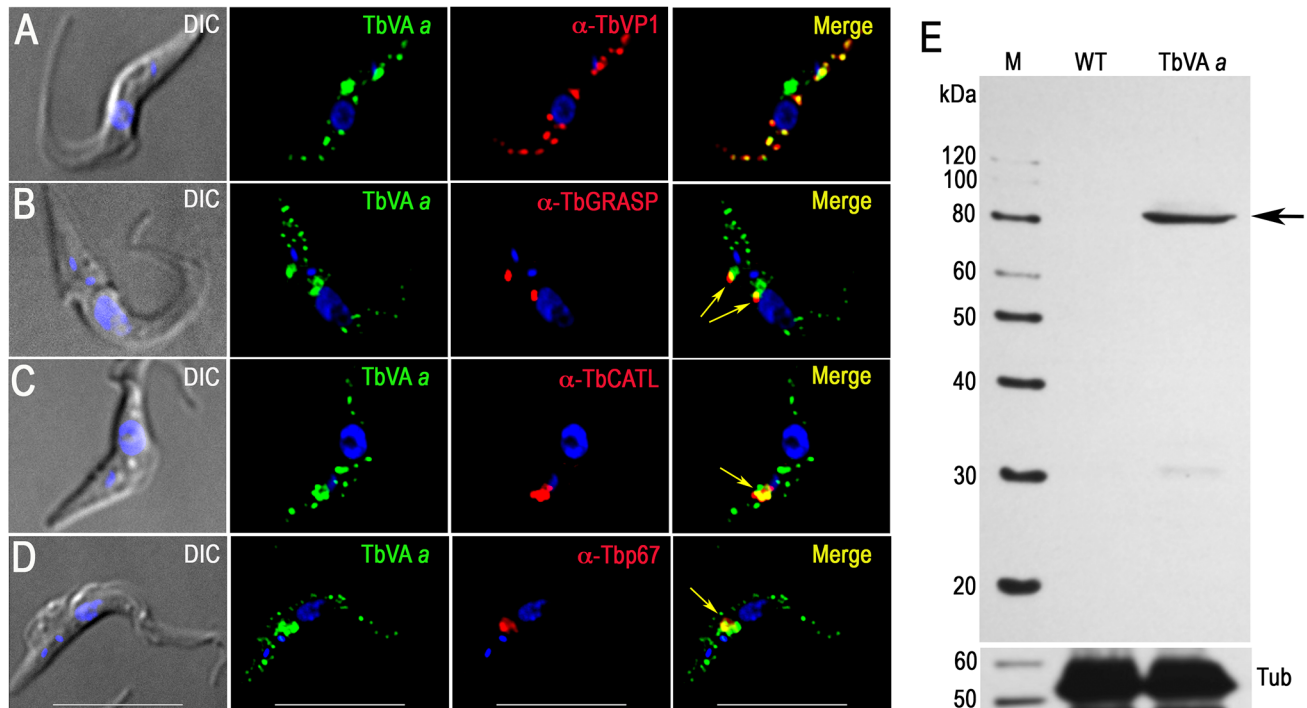 A DIC TbVA a α-TbVP1 Merge
B DIC TbVA a α-TbGRASP Merge
C DIC TbVA a α-TbCATL Merge
D DIC TbVA a α-Tbp67 Merge
E
M WT TbVA a
kDa
120
100
80
60
50
40
30
20
60
Tub
50